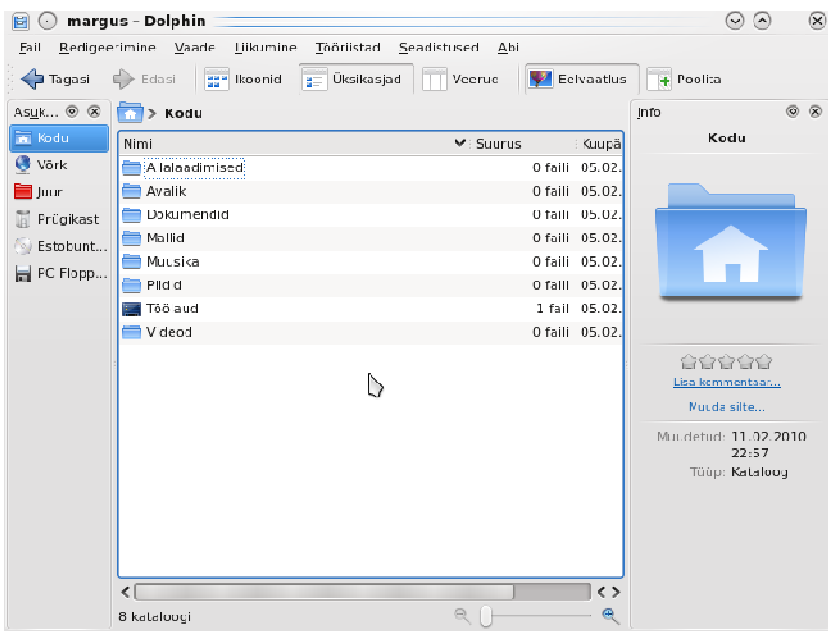 margus – Dolphin
Fail Redigeerimine Vaade Liikumine Tööriistad Seadistused Abi
Tagasi Edasi Ikoonid Üksikasjad Veerud Eelvaatlus Poolita
Asuk...
Kodu
Võrk
Juur
Prügikast
Estobunt...
PC Flopp...
Kodu
Nimi Suurus Kuupä
Allalaadimised 0 faili 05.02.
Avalik 0 faili 05.02.
Dokumendid 0 faili 05.02.
Mallid 0 faili 05.02.
Muusika 0 faili 05.02.
Pildid 0 faili 05.02.
Töölaud 1 fail 05.02.
Videod 0 faili 05.02.
8 kataloogi
Info
Kodu
Lisa kommentaar...
Muuda silte...
Muudetud: 11.02.2010
22:57
Tüüp: Kataloog